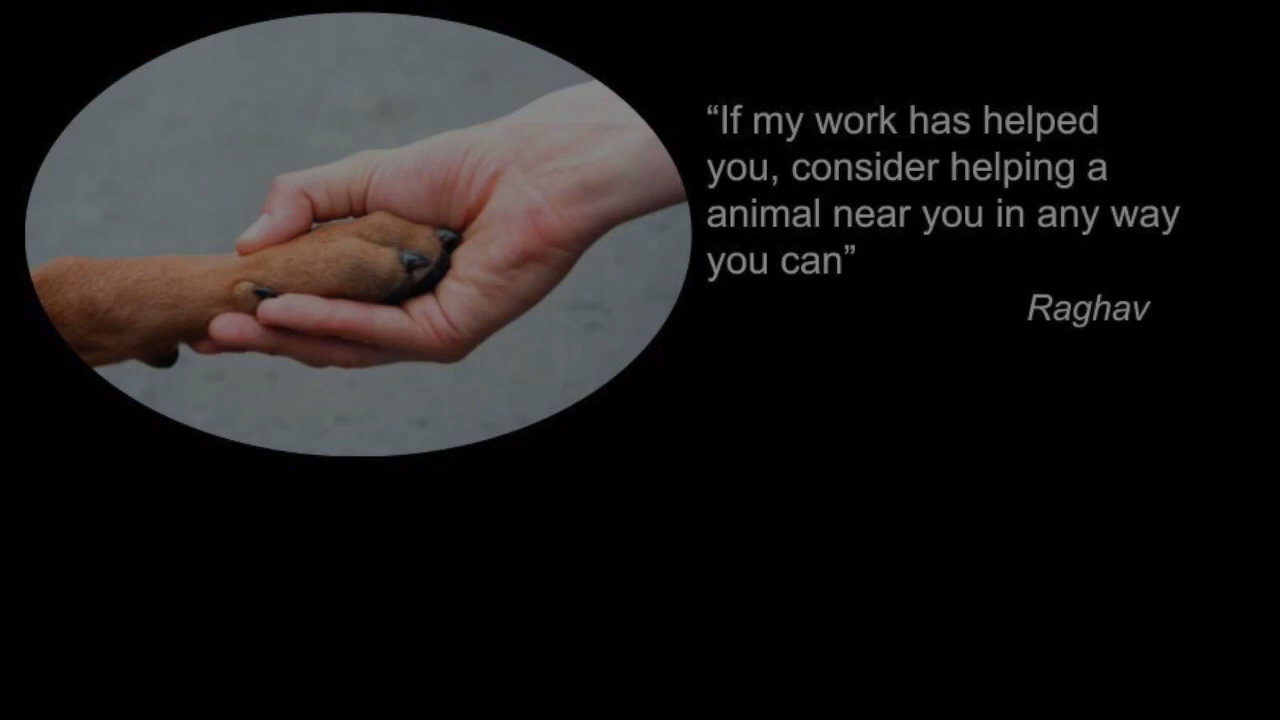 “If my work has helped
you, consider helping a
animal near you in any way
you can”
Raghav